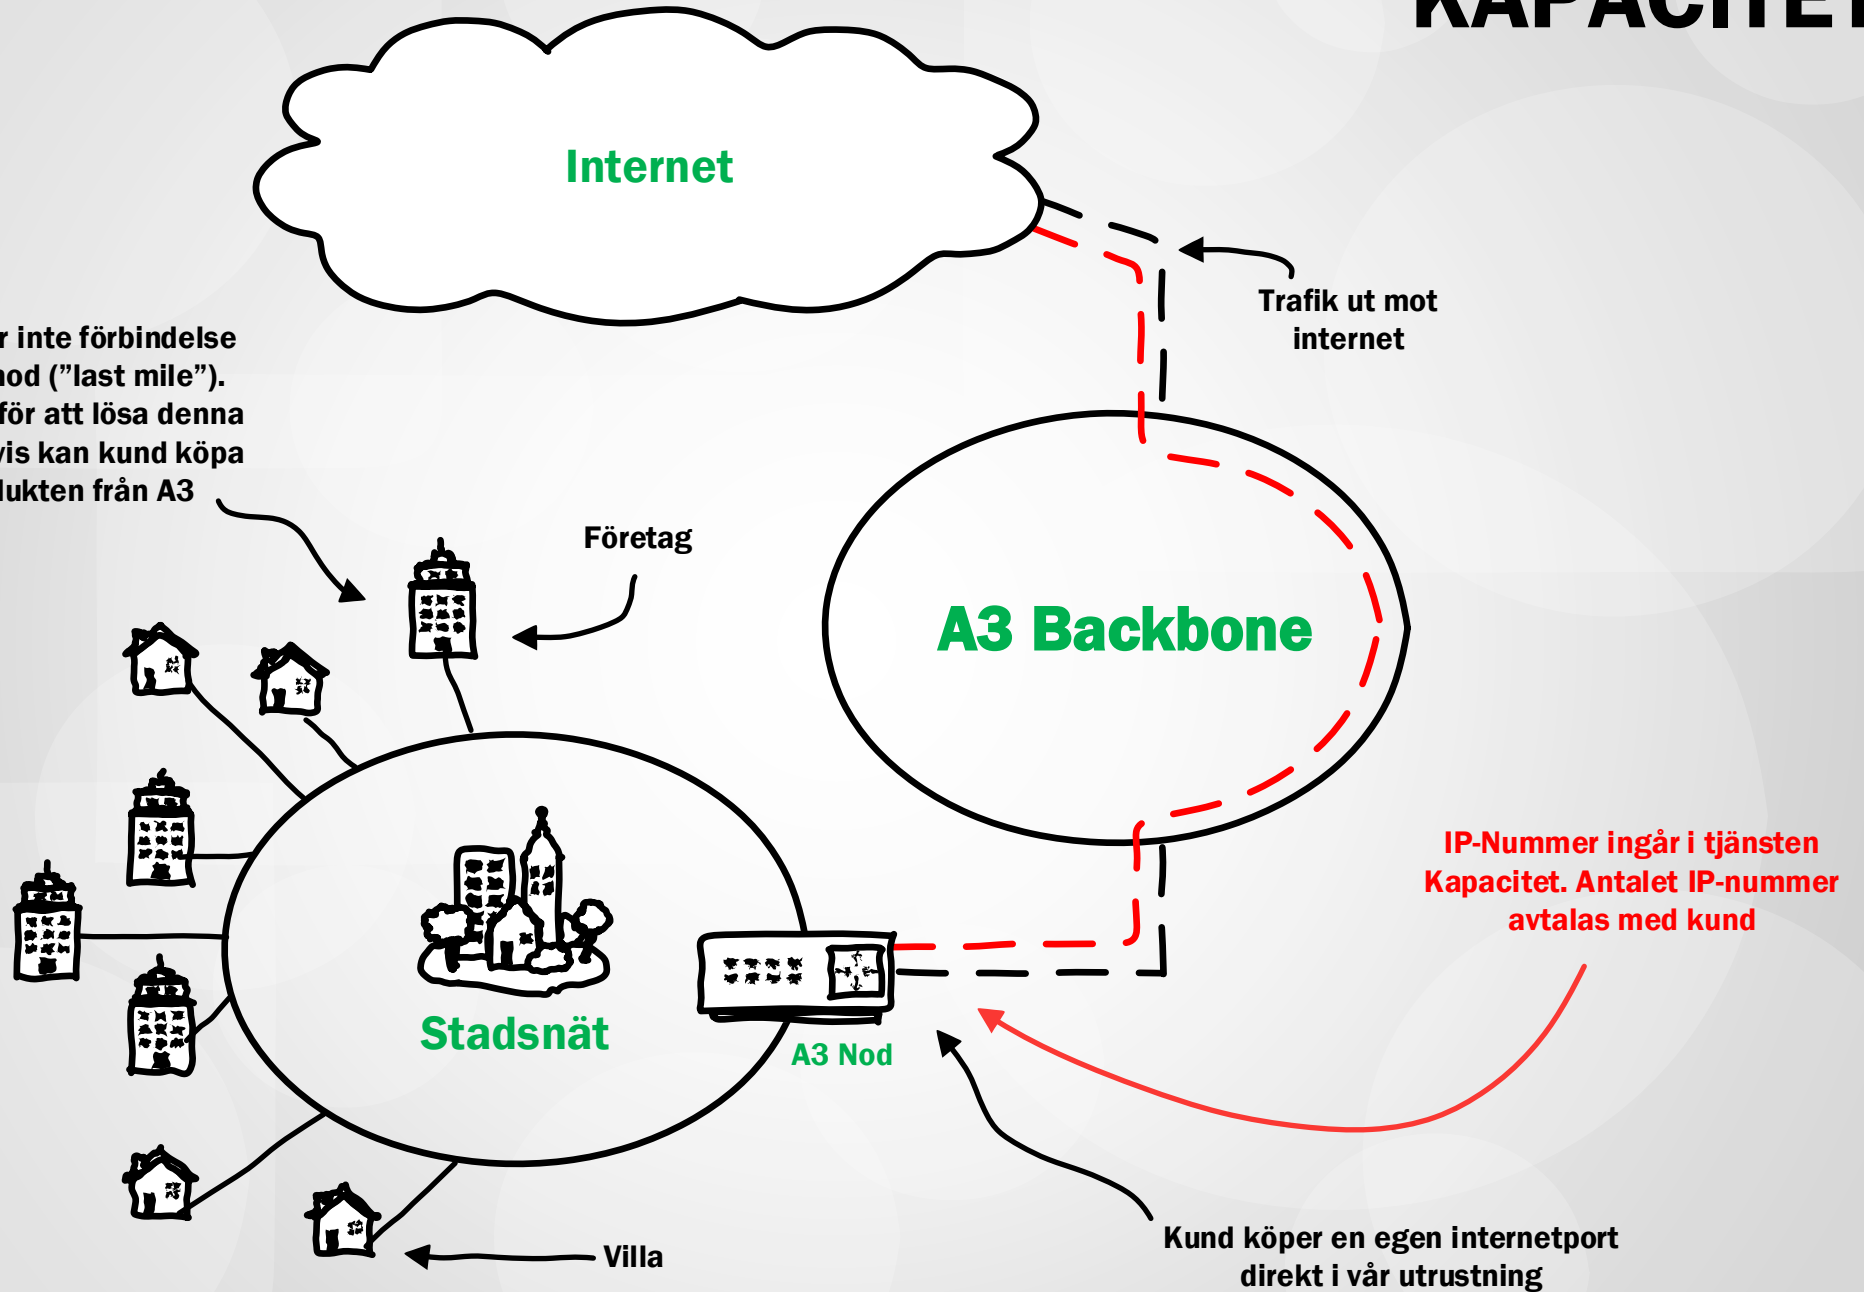 KAPACITET
Internet
Trafik ut mot
internet
r inte förbindelse
nod (”last mile”).
för att lösa denna
vis kan kund köpa
dukten från A3
Företag
A3 Backbone
IP-Nummer ingår i tjänsten
Kapacitet. Antalet IP-nummer
avtalas med kund
Stadsnät
A3 Nod
Kund köper en egen internetport
direkt i vår utrustning
Villa